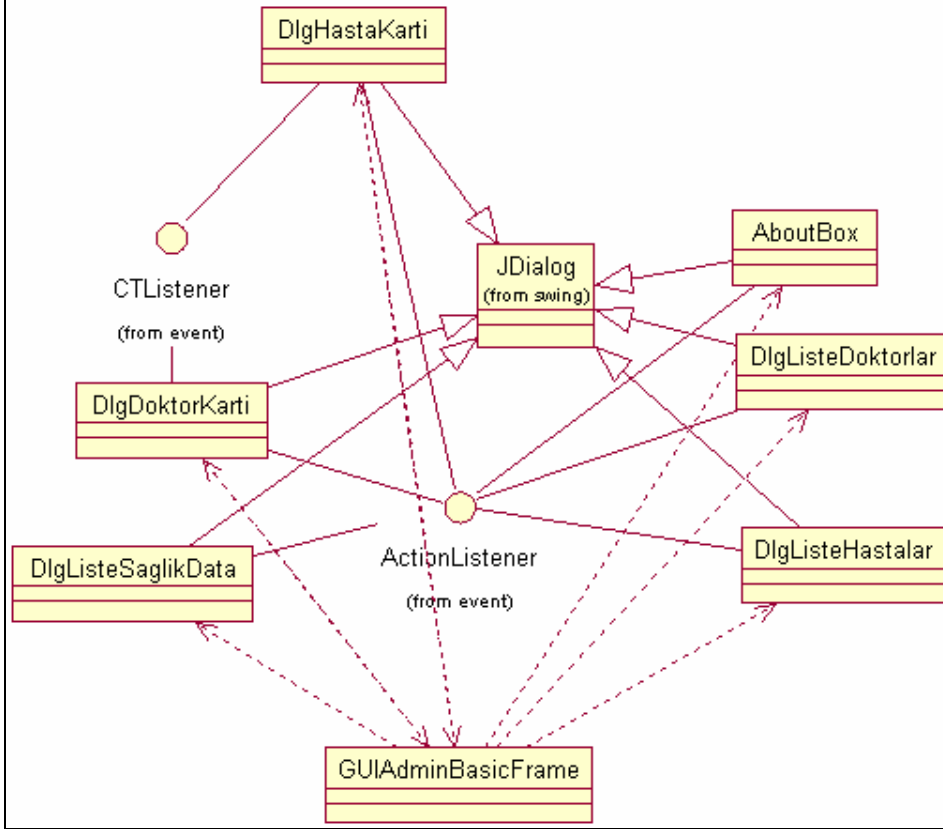 DlgHastaKarti
CTListener
(from event)
JDialog
(from swing)
AboutBox
DlgListeDoktorlar
DlgDoktorKarti
DlgListeSaglikData
ActionListener
(from event)
DlgListeHastalar
GUIAdminBasicFrame